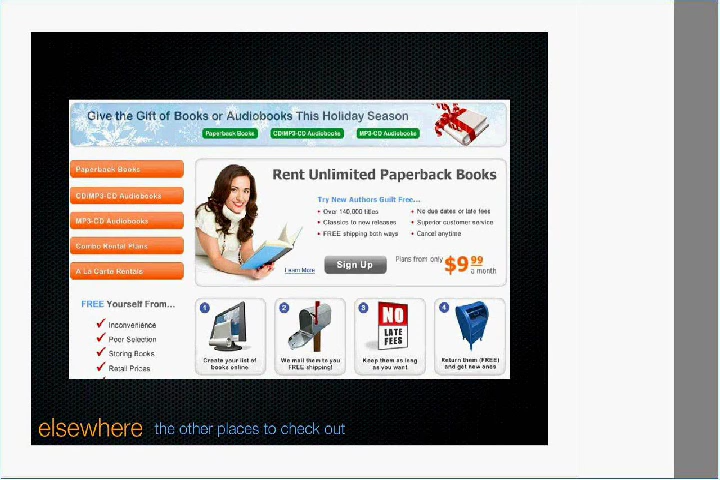 Give the Gift of Books or Audiobooks This Holiday Season
Paperback Books CD/MP3-CD Audiobooks MP3-CD Audiobooks
Paperback Books
CD/MP3-CD Audiobooks
MP3-CD Audiobooks
Combo Rental Plans
A La Carte Rentals
FREE Yourself From...
Inconvenience
Poor Selection
Storing Books
Retail Prices
Rent Unlimited Paperback Books
Try New Authors Guilt Free...
• Over 140,000 titles
• Classics to new releases
• FREE shipping both ways
• No due dates or late fees
• Superior customer service
• Cancel anytime
Learn More
Sign Up
Plans from only $9.99 a month
1
Create your list of
books online.
2
We mail them to you
FREE shipping!
3
NO
LATE
FEES
Keep them as long
as you want.
4
Return them (FREE)
and get new ones
elsewhere the other places to check out